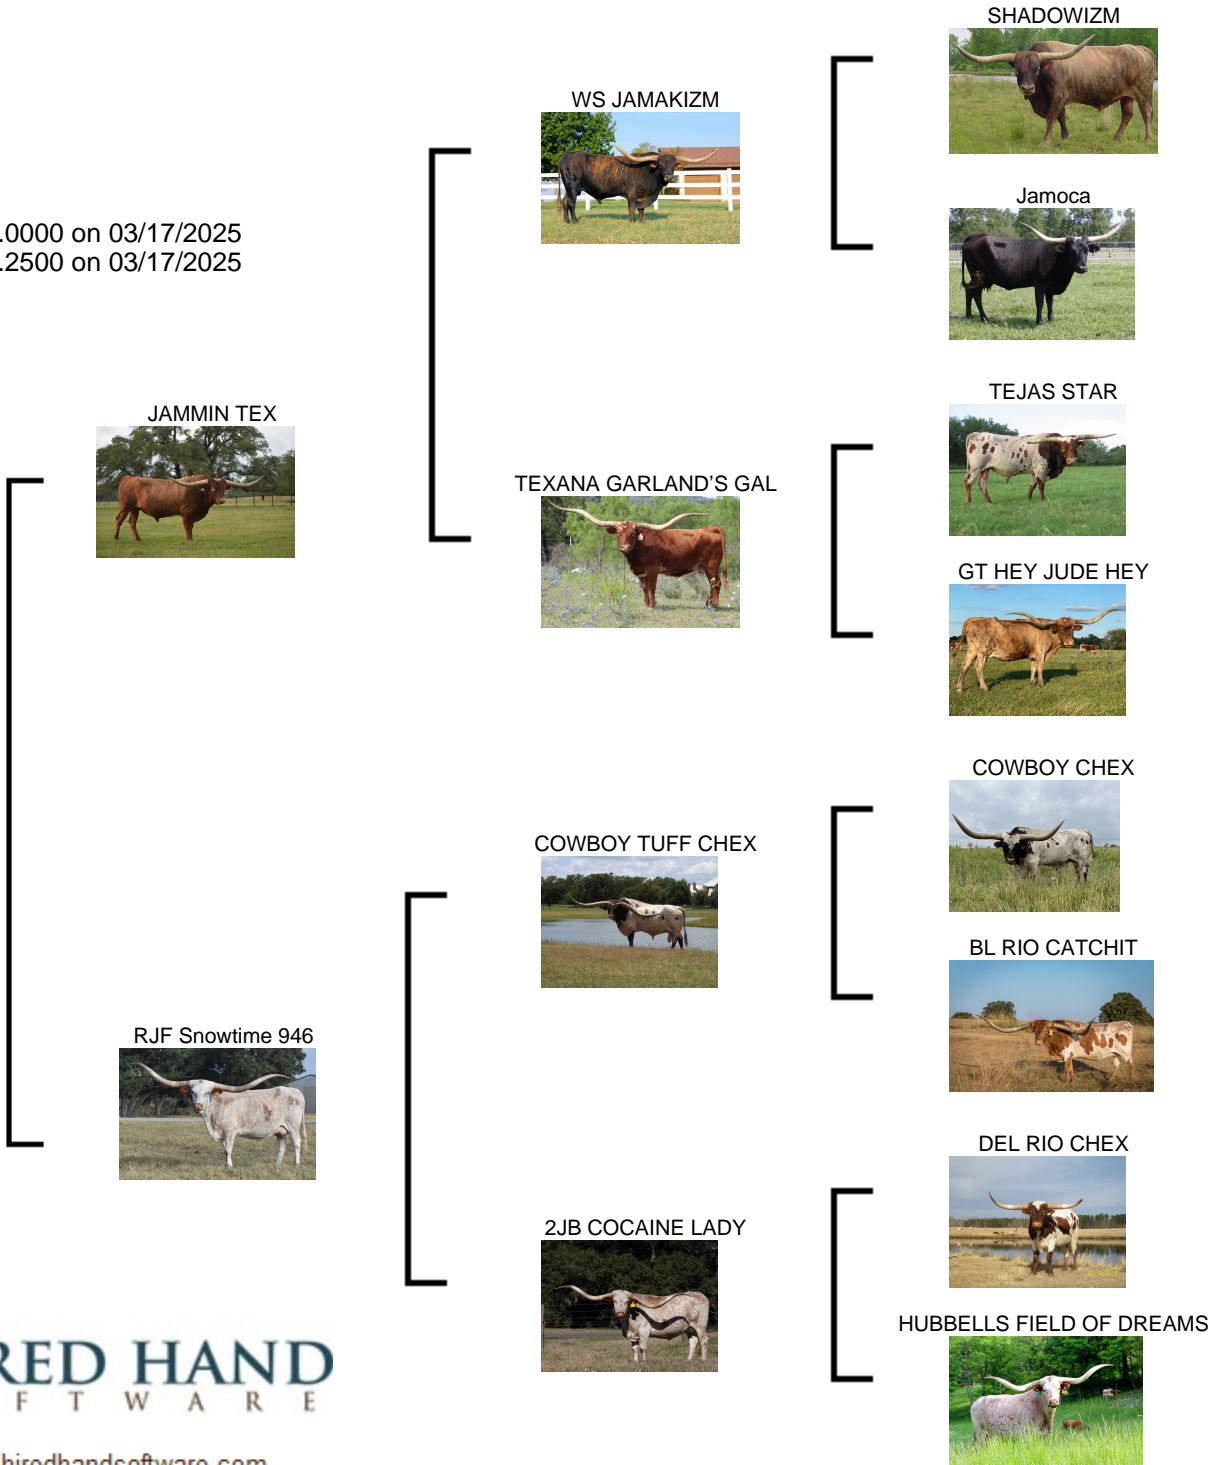 SHADOWIZM
WS JAMAKIZM
Jamoca
.0000 on 03/17/2025
.2500 on 03/17/2025
TEJAS STAR
JAMMIN TEX
TEXANA GARLAND'S GAL
GT HEY JUDE HEY
COWBOY CHEX
COWBOY TUFF CHEX
BL RIO CATCHIT
RJF Snowtime 946
DEL RIO CHEX
2JB COCAINE LADY
HUBBELLS FIELD OF DREAMS
RED HAND
F T W A R E
hiredhandsoftware.com